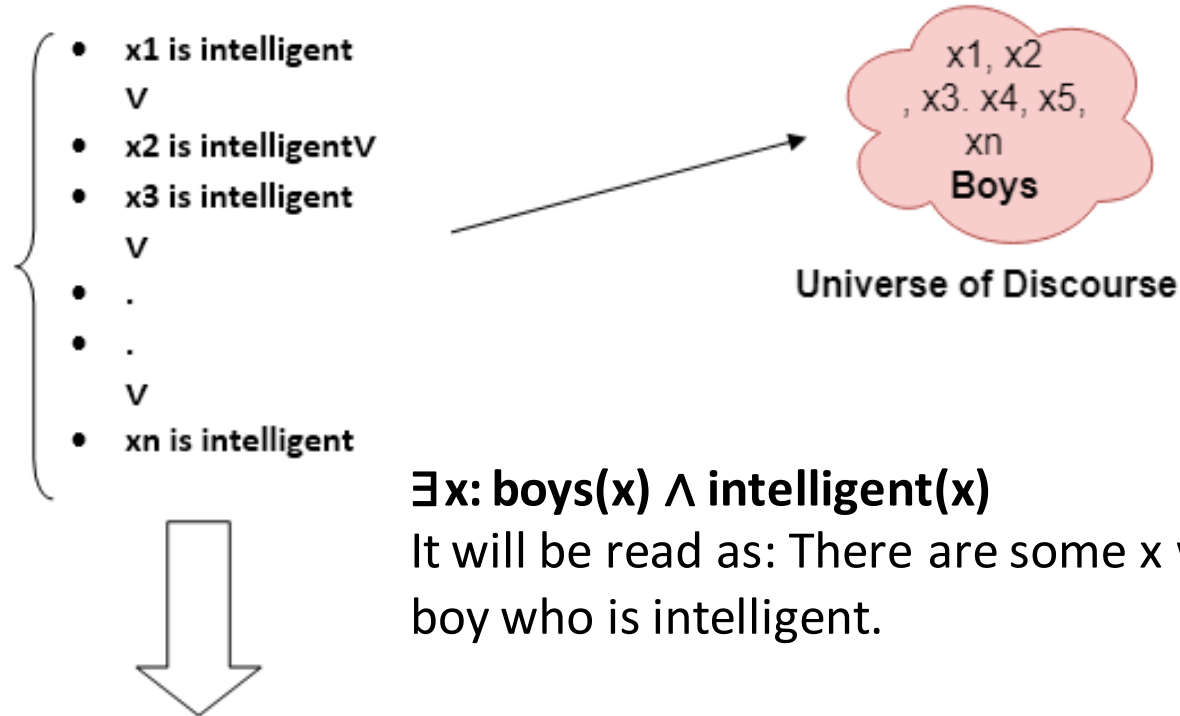 • x1 is intelligent
∨
• x2 is intelligent∨
• x3 is intelligent
∨
• .
• .
∨
• xn is intelligent
x1, x2
, x3. x4, x5,
xn
Boys
Universe of Discourse
∃x: boys(x) ∧ intelligent(x)
It will be read as: There are some x
boy who is intelligent.